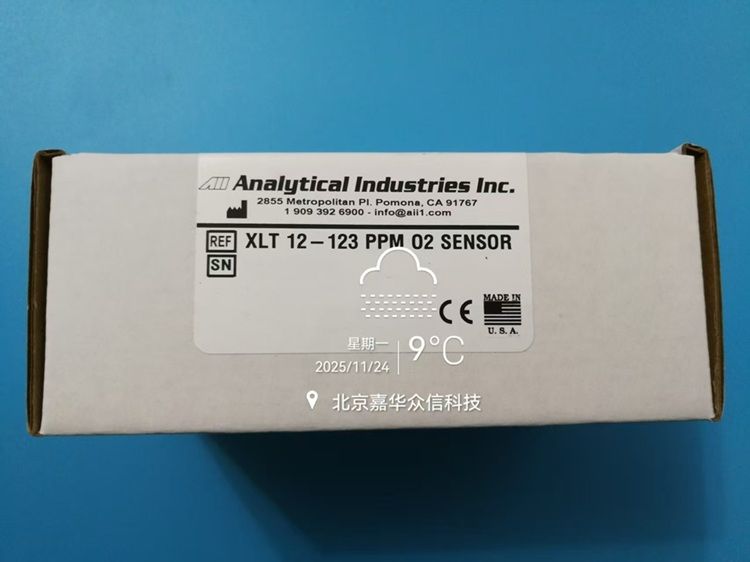 AII Analytical Industries Inc.
2855 Metropolitan Pl. Pomona, CA 91767
1 909 392 6900 - info@aii1.com
REF XLT 12-123 PPM O2 SENSOR
SN
CE
MADE IN
U.S.A.
星期一
2025/11/24
9°C
北京嘉华众信科技